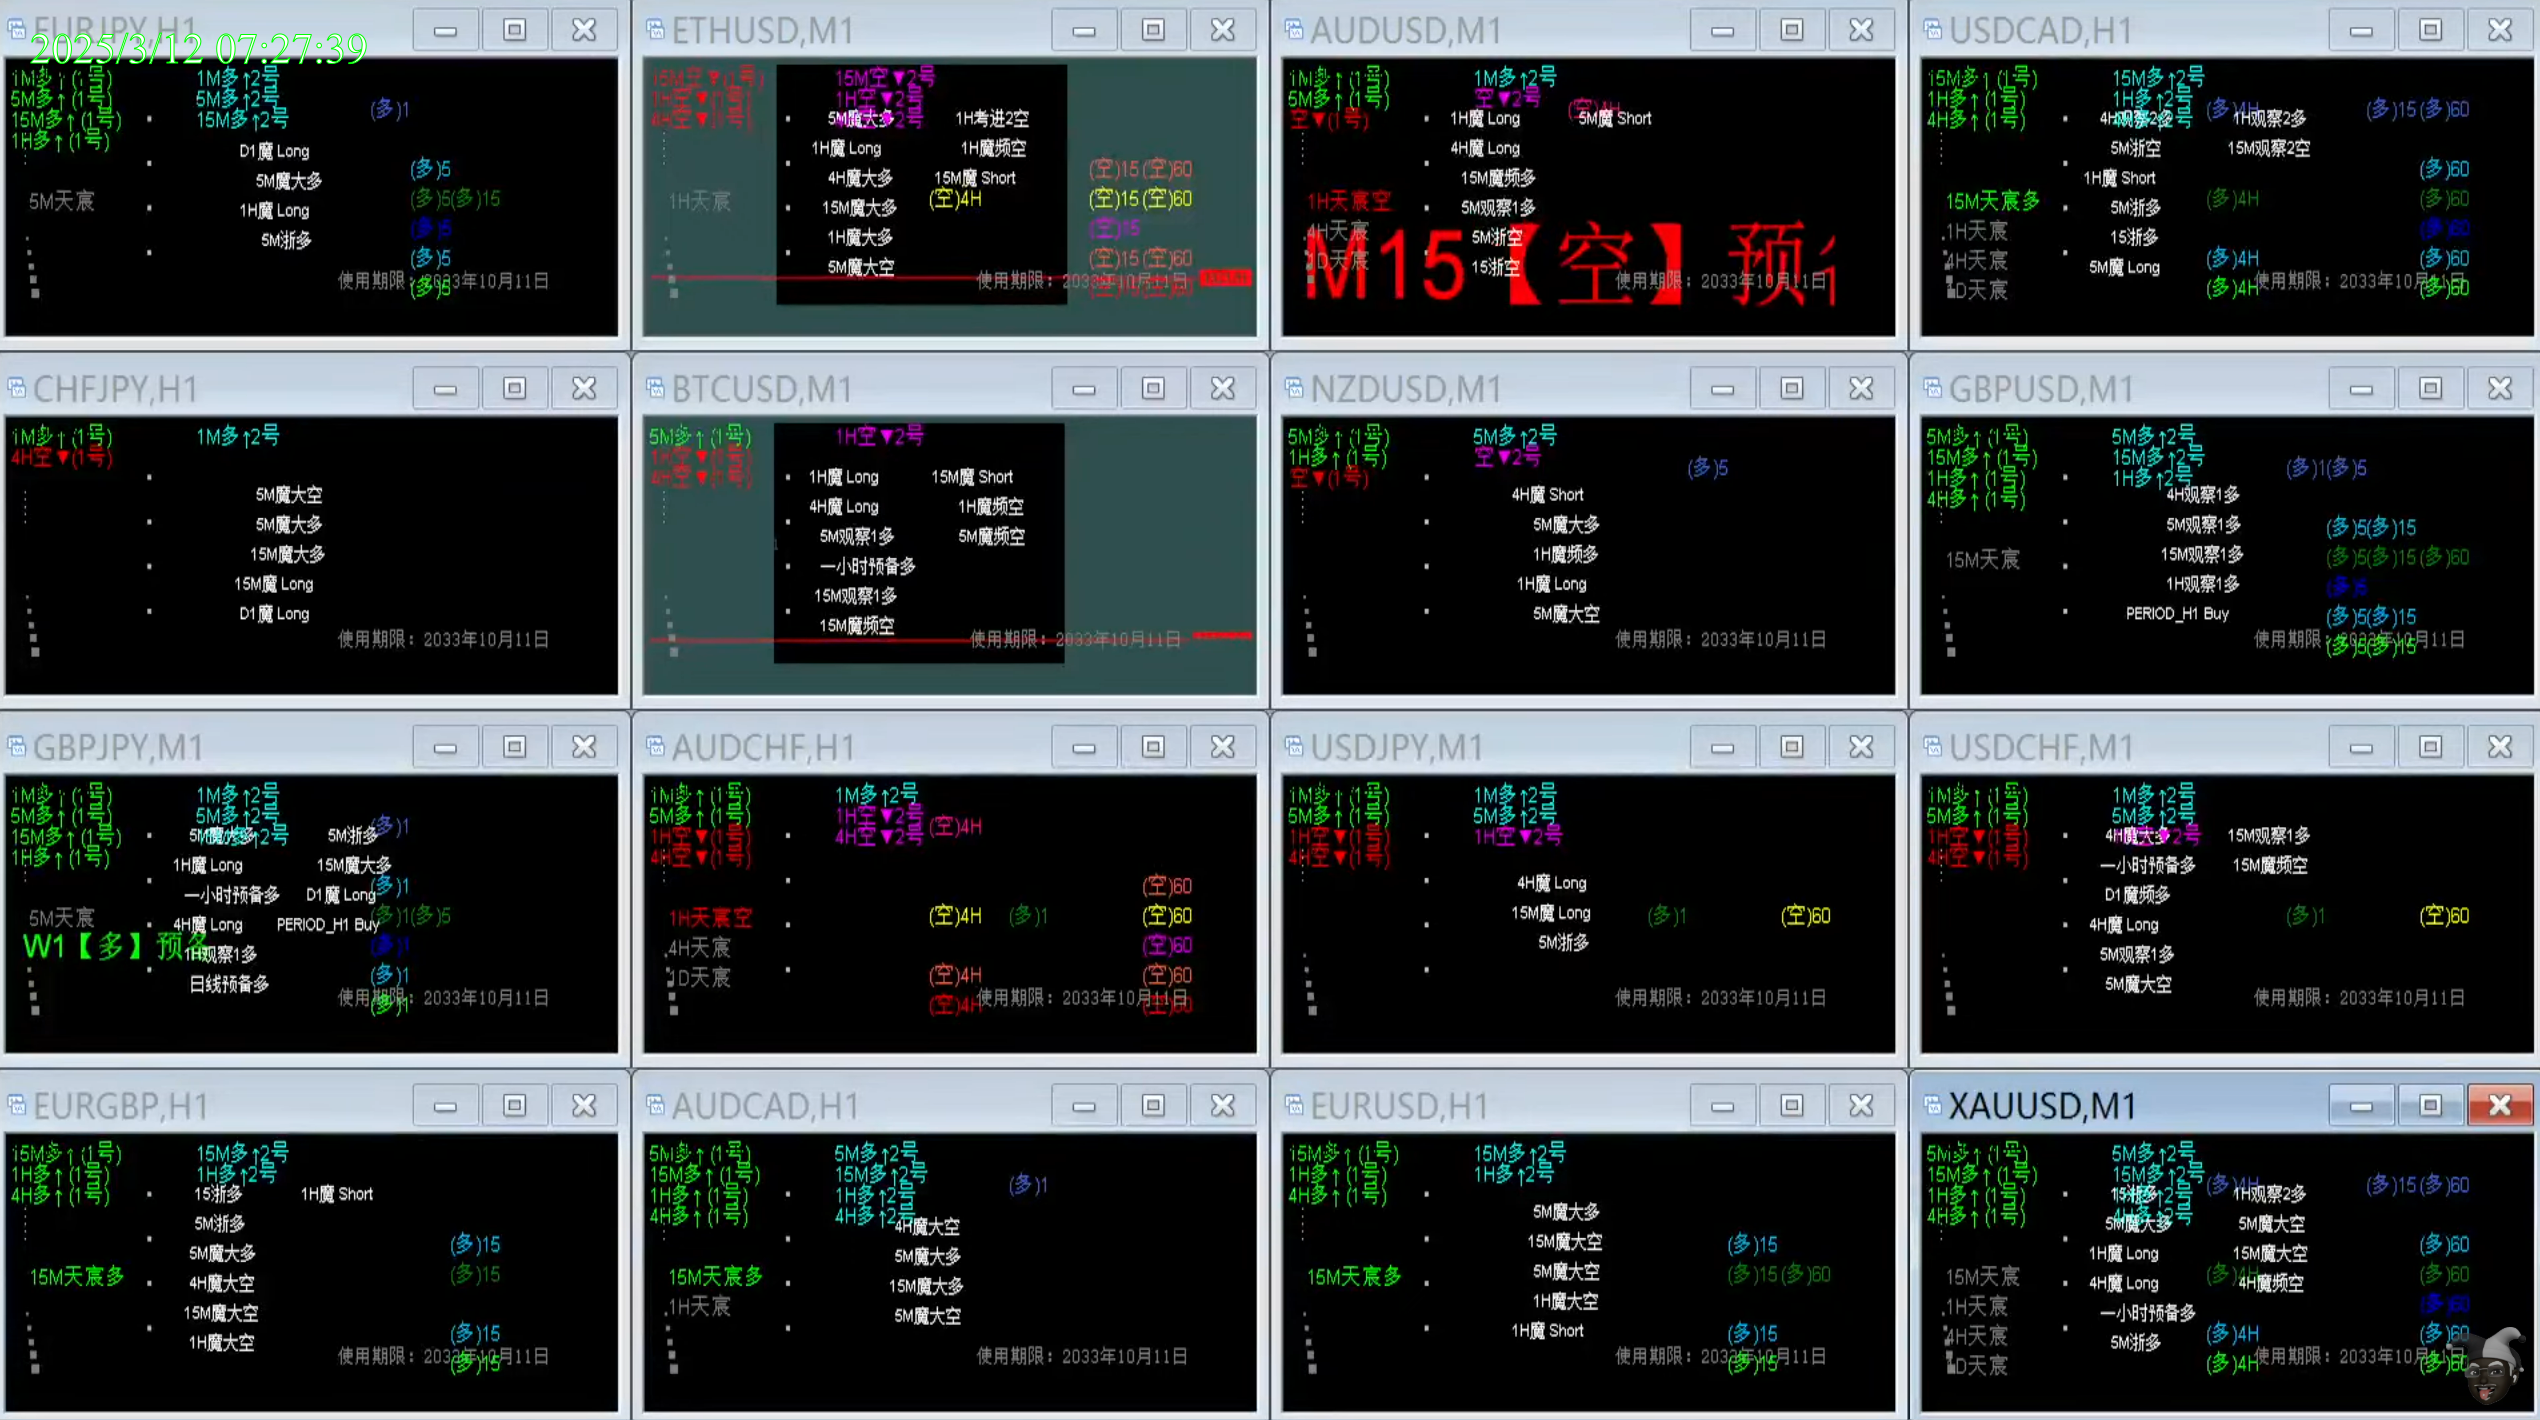 EURJPY,H1
2025/3/12 07:27:39
1M多↑(1号) 1M多↑2号
5M多↑(1号) 5M多↑2号 (多)1
15M多↑(1号) 15M多↑2号
1H多↑(1号)
D1魔 Long
5M魔大多 (多)5
5M天宸 (多)5(多)15
1H魔 Long
(多)5
5M浙多
(多)5
使用期限: 2033年10月11日
(多)5
ETHUSD,M1
15M空▼(1号) 15M空▼2号
1H空▼(1号) 1H空▼2号
4H空▼(1号)
5M魔大多 1H考进2空
1H魔 Long 1H魔频空
(空)15(空)60
4H魔大多 15M魔 Short
1H天宸 15M魔大多 (空)4H (空)15(空)60
1H魔大多 (空)15
5M魔大空 (空)15(空)60
使用期限: 2033年10月11日
AUDUSD,M1
1M多↑(1号) 1M多↑2号
5M多↑(1号) 空▼2号 (空)4H
空▼(1号) 1H魔 Long 5M魔 Short
4H魔 Long
15M魔频多
1H天宸空 5M观察1多
4H天宸 5M浙空
1D天宸 15浙空
M15【空】预
使用期限: 2033年10月11日
USDCAD,H1
15M多↑(1号) 15M多↑2号
1H多↑(1号) 1H多↑2号 (多)4H (多)15(多)60
4H多↑(1号) 4H观察2多 1H观察2多
5M浙空 15M观察2空
1H魔 Short (多)60
15M天宸多 5M浙多 (多)4H (多)60
1H天宸 15浙多 (多)60
4H天宸 5M魔 Long (多)4H (多)60
1D天宸 (多)4H (多)60
使用期限: 2033年10月11日
CHFJPY,H1
1M多↑(1号) 1M多↑2号
4H空▼(1号)
5M魔大空
5M魔大多
15M魔大多
15M魔 Long
D1魔 Long
使用期限: 2033年10月11日
BTCUSD,M1
5M多↑(1号) 1H空▼2号
1H空▼(1号)
4H空▼(1号)
1H魔 Long 15M魔 Short
4H魔 Long 1H魔频空
5M观察1多 5M魔频空
一小时预备多
15M观察1多
15M魔频空
使用期限: 2033年10月11日
NZDUSD,M1
5M多↑(1号) 5M多↑2号
1H多↑(1号) 空▼2号 (多)5
空▼(1号)
4H魔 Short
5M魔大多
1H魔频多
1H魔 Long
5M魔大空
使用期限: 2033年10月11日
GBPUSD,M1
5M多↑(1号) 5M多↑2号
15M多↑(1号) 15M多↑2号 (多)1(多)5
1H多↑(1号) 1H多↑2号
4H多↑(1号) 4H观察1多
5M观察1多 (多)5(多)15
15M天宸 15M观察1多 (多)5(多)15(多)60
1H观察1多 (多)5
PERIOD_H1 Buy (多)5(多)15
使用期限: 2033年10月11日
(多)5(多)15
GBPJPY,M1
1M多↑(1号) 1M多↑2号
5M多↑(1号) 5M多↑2号 (多)1
15M多↑(1号) 5M魔大多 5M浙多
1H多↑(1号) 1H魔 Long 15M魔大多
一小时预备多 D1魔 Long (多)1
5M天宸 4H魔 Long PERIOD_H1 Buy (多)1(多)5
W1【多】预备 1H观察1多 (多)1
日线预备多 (多)1
使用期限: 2033年10月11日
(多)1
AUDCHF,H1
1M多↑(1号) 1M多↑2号
5M多↑(1号) 1H空▼2号 (空)4H
1H空▼(1号) 4H空▼2号
4H空▼(1号)
(空)60
1H天宸空 (空)4H (多)1 (空)60
4H天宸 (空)60
1D天宸 (空)4H (空)60
(空)4H (空)60
使用期限: 2033年10月11日
USDJPY,M1
1M多↑(1号) 1M多↑2号
5M多↑(1号) 5M多↑2号
1H空▼(1号) 1H空▼2号
4H空▼(1号)
4H魔 Long
15M魔 Long (多)1 (空)60
5M浙多
使用期限: 2033年10月11日
USDCHF,M1
1M多↑(1号) 1M多↑2号
5M多↑(1号) 5M多↑2号
1H空▼(1号) 4H魔大多 15M观察1多
4H空▼(1号) 一小时预备多 15M魔频空
D1魔频多
4H魔 Long (多)1 (空)60
5M观察1多
5M魔大空
使用期限: 2033年10月11日
EURGBP,H1
15M多↑(1号) 15M多↑2号
1H多↑(1号) 1H多↑2号
4H多↑(1号) 15浙多 1H魔 Short
5M浙多
5M魔大多 (多)15
15M天宸多 4H魔大空 (多)15
15M魔大空
1H魔大空 (多)15
使用期限: 2033年10月11日
(多)15
AUDCAD,H1
5M多↑(1号) 5M多↑2号
15M多↑(1号) 15M多↑2号 (多)1
1H多↑(1号) 1H多↑2号
4H多↑(1号) 4H多↑2号
4H魔大空
5M魔大多
15M天宸多 15M魔大多
1H天宸 5M魔大空
使用期限: 2033年10月11日
EURUSD,H1
15M多↑(1号) 15M多↑2号
1H多↑(1号) 1H多↑2号
4H多↑(1号)
5M魔大多
15M魔大空 (多)15
15M天宸多 5M魔大空 (多)15(多)60
1H魔大空
1H魔 Short (多)15
使用期限: 2033年10月11日
(多)15
XAUUSD,M1
5M多↑(1号) 5M多↑2号
15M多↑(1号) 15M多↑2号 (多)4H (多)15(多)60
1H多↑(1号) 15浙多 1H观察2多
4H多↑(1号) 5M魔大多 5M魔大空
1H魔 Long 15M魔大空 (多)60
15M天宸 4H魔 Long (多)4H 4H魔频空 (多)60
1H天宸 一小时预备多 (多)60
4H天宸 5M浙多 (多)4H (多)60
1D天宸 (多)4H (多)60
使用期限: 2033年10月11日